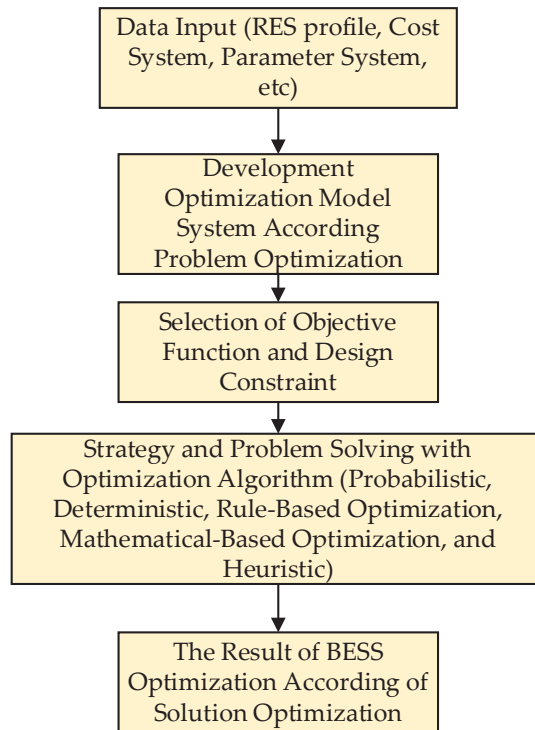 Data Input (RES profile, Cost
System, Parameter System,
etc)
Development
Optimization Model
System According
Problem Optimization
Selection of Objective
Function and Design
Constraint
Strategy and Problem Solving with
Optimization Algorithm (Probabilistic,
Deterministic, Rule-Based Optimization,
Mathematical-Based Optimization, and
Heuristic)
The Result of BESS
Optimization According of
Solution Optimization